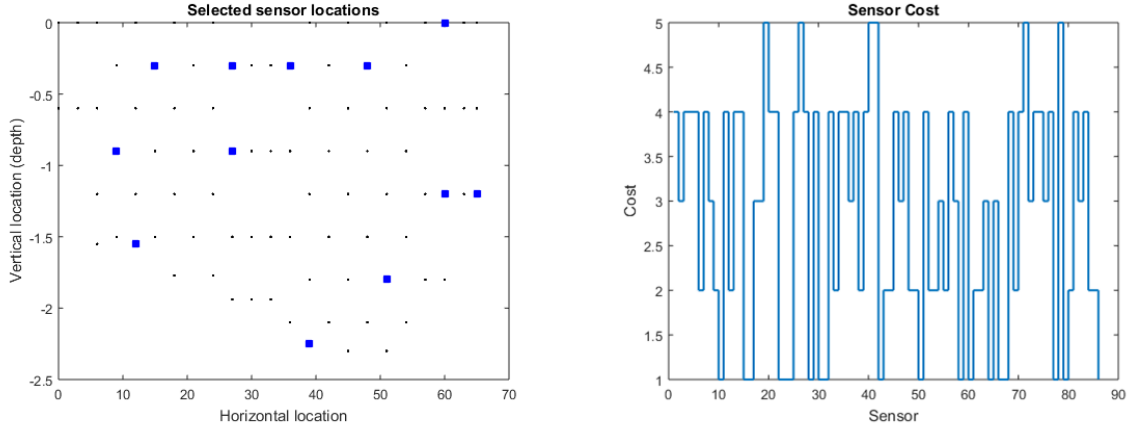 Selected sensor locations
0
-0.5
-1
-1.5
-2
-2.5
Vertical location (depth)
0 10 20 30 40 50 60 70
Horizontal location
Sensor Cost
5
4.5
4
3.5
3
2.5
2
1.5
1
Cost
0 10 20 30 40 50 60 70 80 90
Sensor